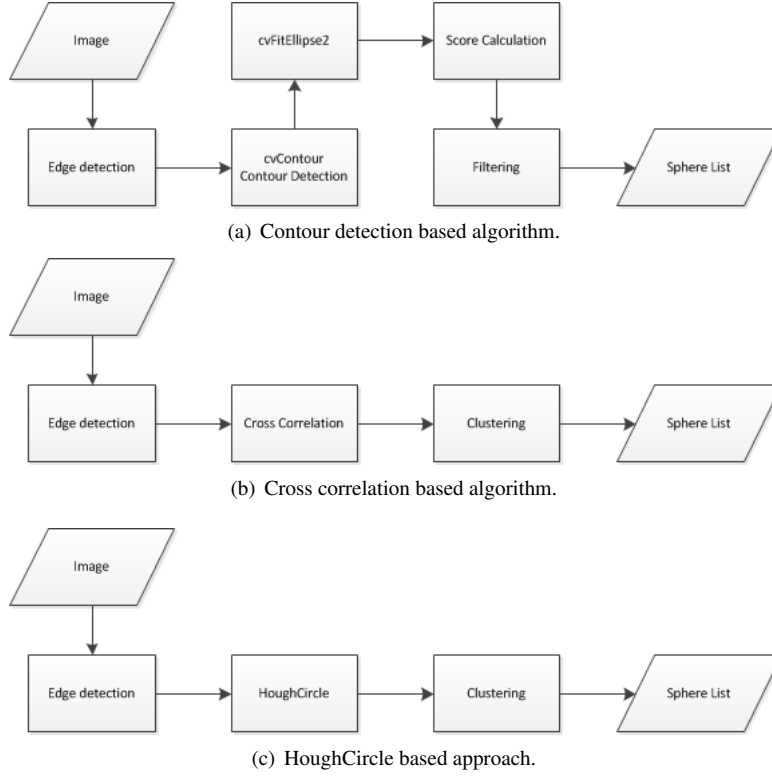 Image
cvFitEllipse2
Score Calculation
Edge detection
cvContour
Contour Detection
Filtering
Sphere List
(a) Contour detection based algorithm.
Image
Edge detection
Cross Correlation
Clustering
Sphere List
(b) Cross correlation based algorithm.
Image
Edge detection
HoughCircle
Clustering
Sphere List
(c) HoughCircle based approach.